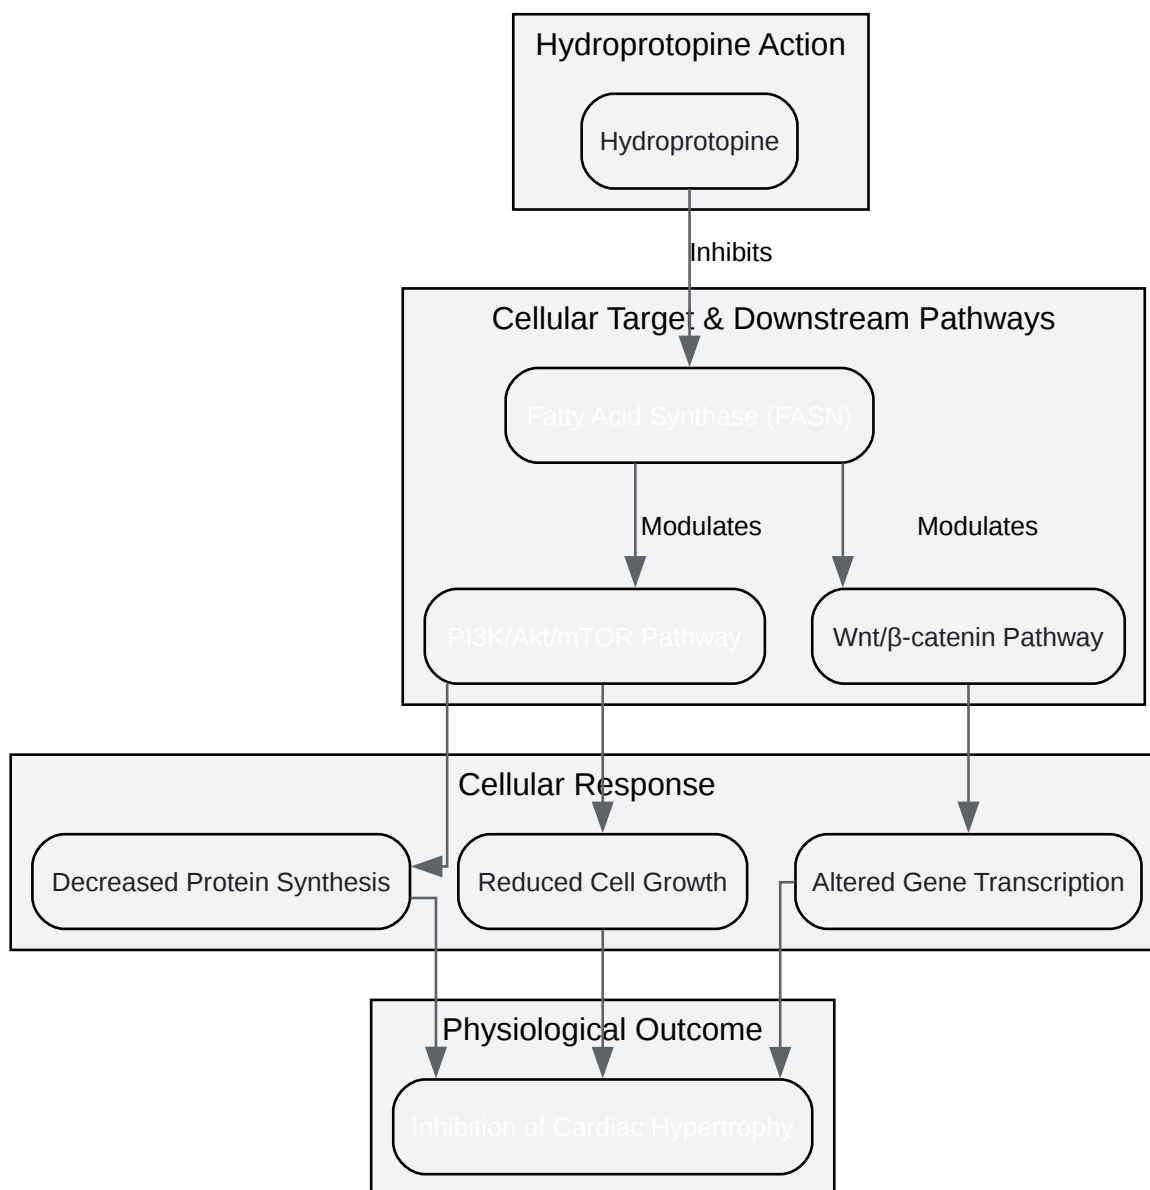 Hydroprotopine Action
Hydroprotopine
Inhibits
Cellular Target & Downstream Pathways
Fatty Acid Synthase (FASN)
Modulates
Modulates
PI3K/Akt/mTOR Pathway
Wnt/β-catenin Pathway
Cellular Response
Decreased Protein Synthesis
Reduced Cell Growth
Altered Gene Transcription
Physiological Outcome
Inhibition of Cardiac Hypertrophy